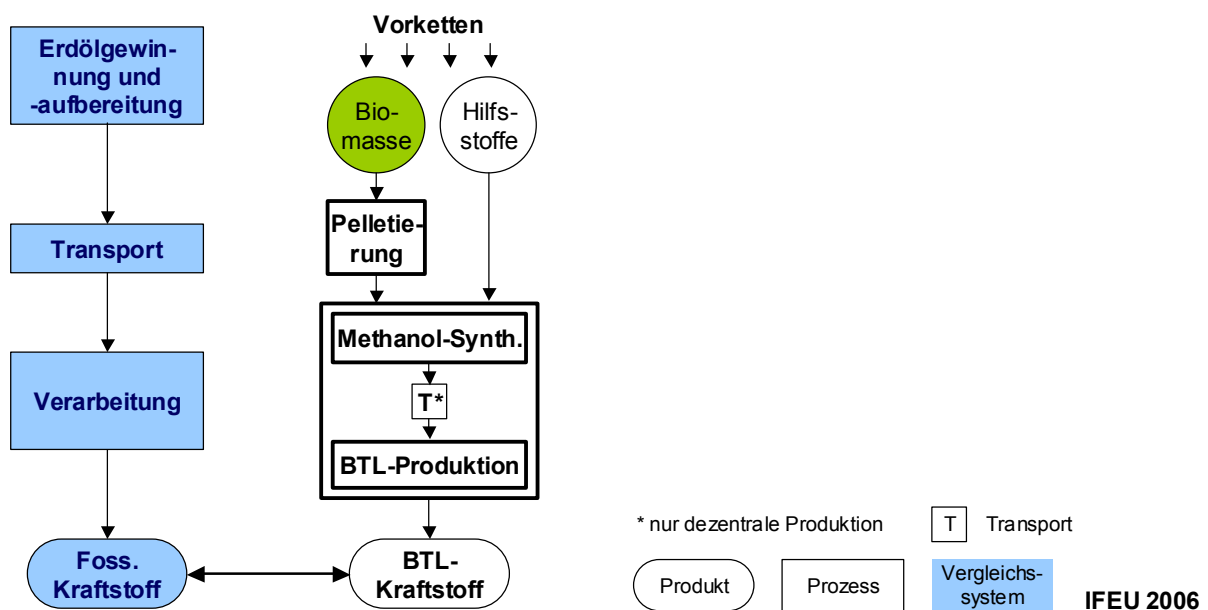 Erdölgewin-
nung und
-aufbereitung
Transport
Verarbeitung
Foss.
Kraftstoff
Vorketten
Bio-
masse
Hilfs-
stoffe
Pelletie-
rung
Methanol-Synth.
T*
BTL-Produktion
BTL-
Kraftstoff
* nur dezentrale Produktion
T Transport
Produkt
Prozess
Vergleichs-
system
IFEU 2006